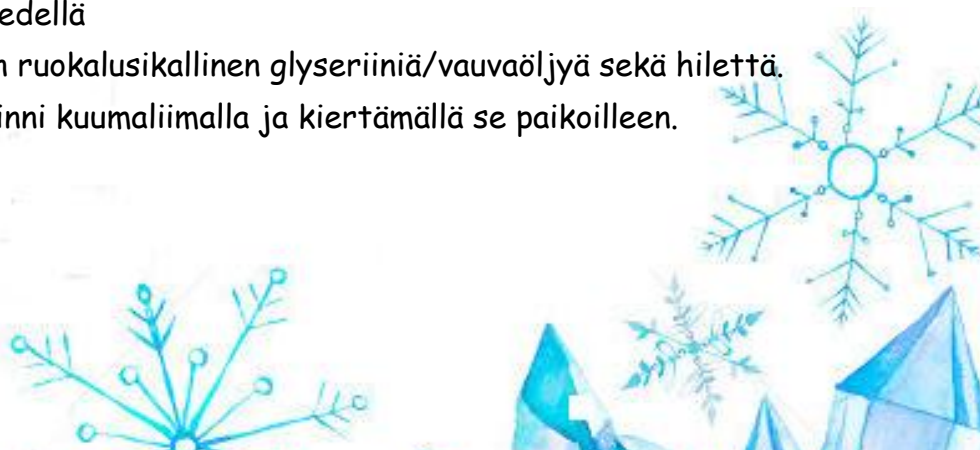 edellä
n ruokalusikallinen glyseriiniä/vauvaöljyä sekä hilettä.
inni kuumaliimalla ja kiertämällä se paikoilleen.